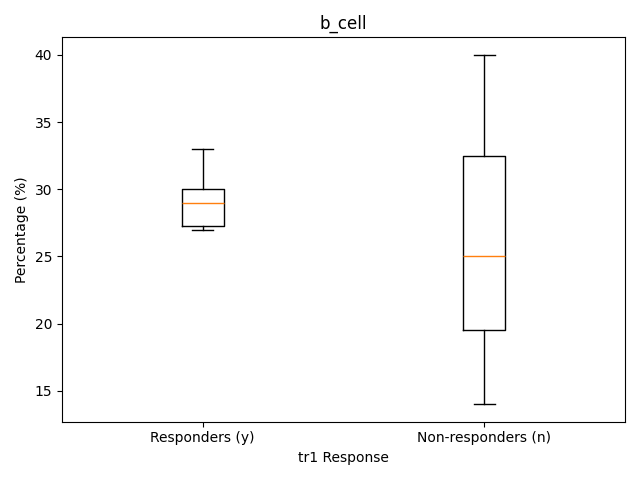 b_cell
Percentage (%)
40
35
30
25
20
15
Responders (y)
Non-responders (n)
tr1 Response